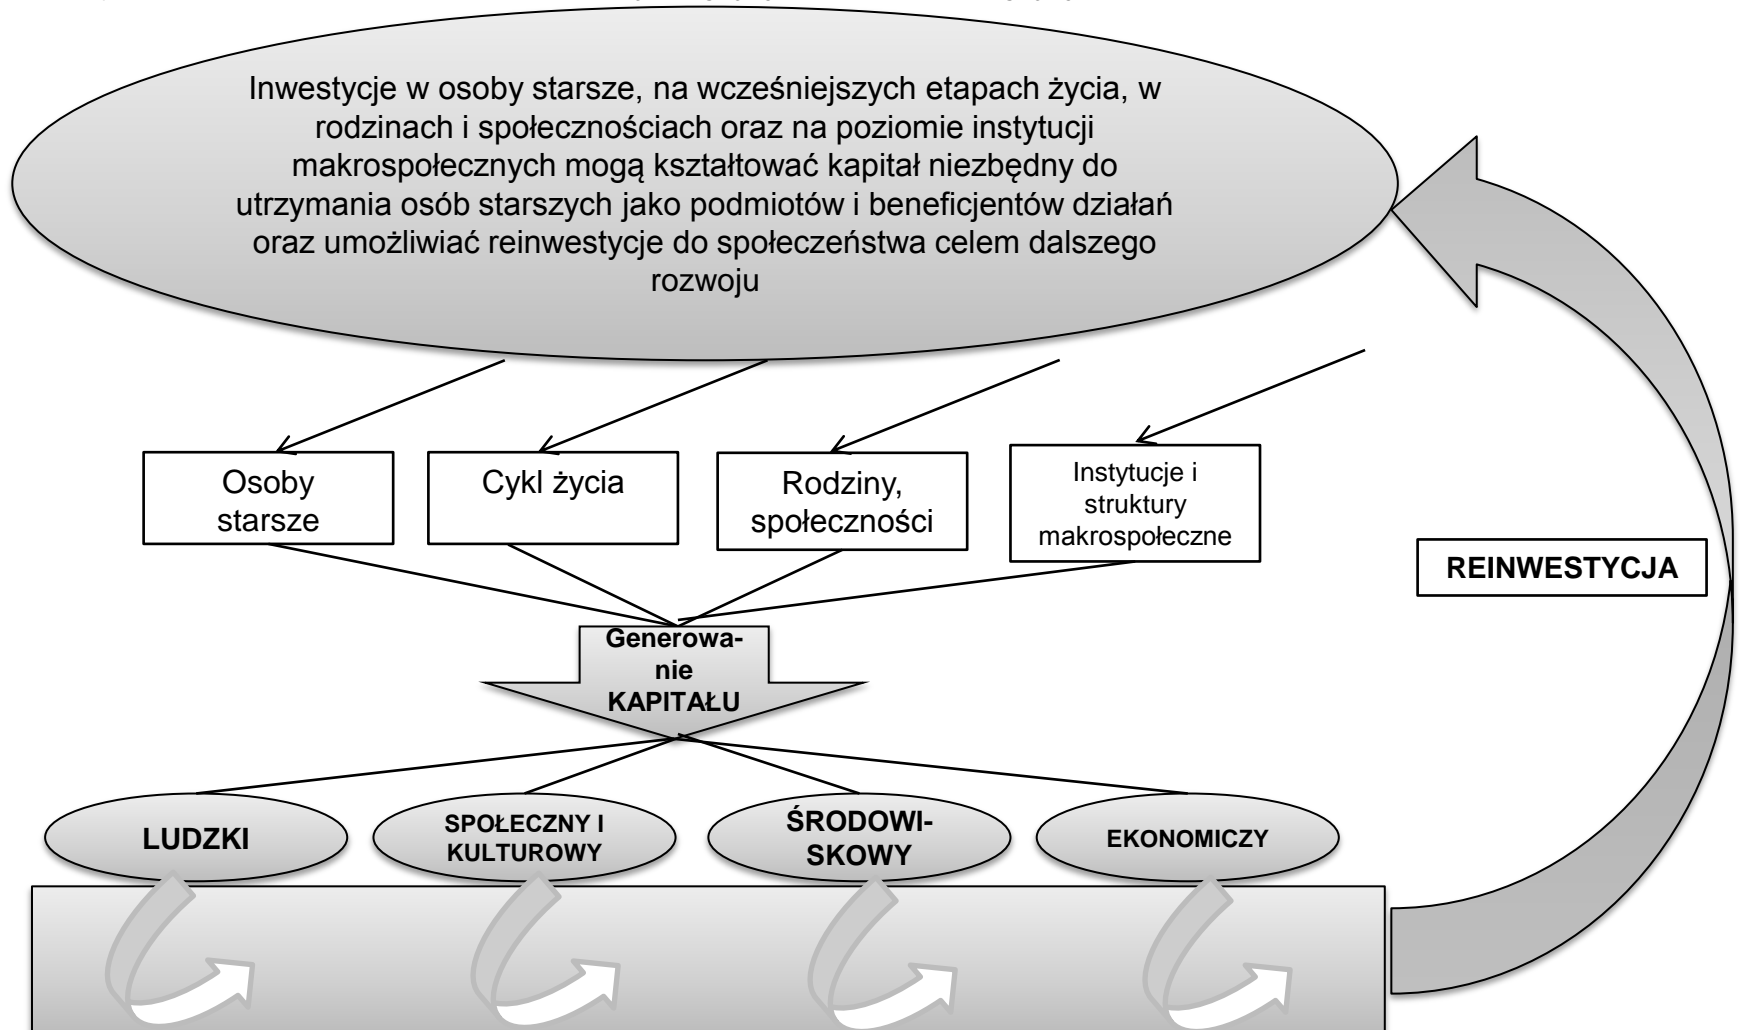 Inwestycje w osoby starsze, na wcześniejszych etapach życia, w
rodzinach i społecznościach oraz na poziomie instytucji
makrospołecznych mogą kształtować kapitał niezbędny do
utrzymania osób starszych jako podmiotów i beneficjentów działań
oraz umożliwiać reinwestycje do społeczeństwa celem dalszego
rozwoju
Osoby
starsze
Cykl życia
Rodziny,
społeczności
Instytucje i
struktury
makrospołeczne
REINWESTYCJA
Generowa-
nie
KAPITAŁU
LUDZKI
SPOŁECZNY I
KULTUROWY
ŚRODOWI-
SKOWY
EKONOMICZY